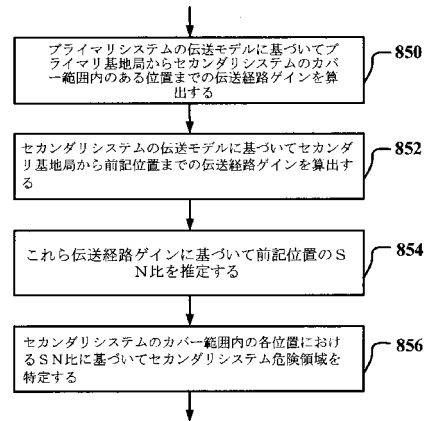 プライマリシステムの伝送モデルに基づいてプ
ライマリ基地局からセカンダリシステムのカバ
ー範囲内のある位置までの伝送経路ゲインを算
出する
850
セカンダリシステムの伝送モデルに基づいてセカンダ
リ基地局から前記位置までの伝送経路ゲインを算出す
る
852
これら伝送経路ゲインに基づいて前記位置のS
N比を推定する
854
セカンダリシステムのカバー範囲内の各位置におけ
るSN比に基づいてセカンダリシステム危険領域を
特定する
856